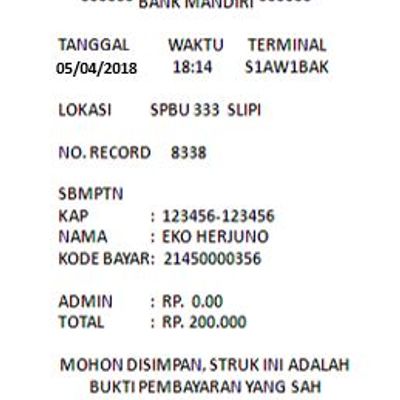 ****** BANK MANDIRI ******
TANGGAL WAKTU TERMINAL
05/04/2018 18:14 S1AW1BAK
LOKASI SPBU 333 SLIPI
NO. RECORD 8338
SBMPTN
KAP : 123456-123456
NAMA : EKO HERJUNO
KODE BAYAR: 21450000356
ADMIN : RP. 0.00
TOTAL : RP. 200.000
MOHON DISIMPAN, STRUK INI ADALAH
BUKTI PEMBAYARAN YANG SAH